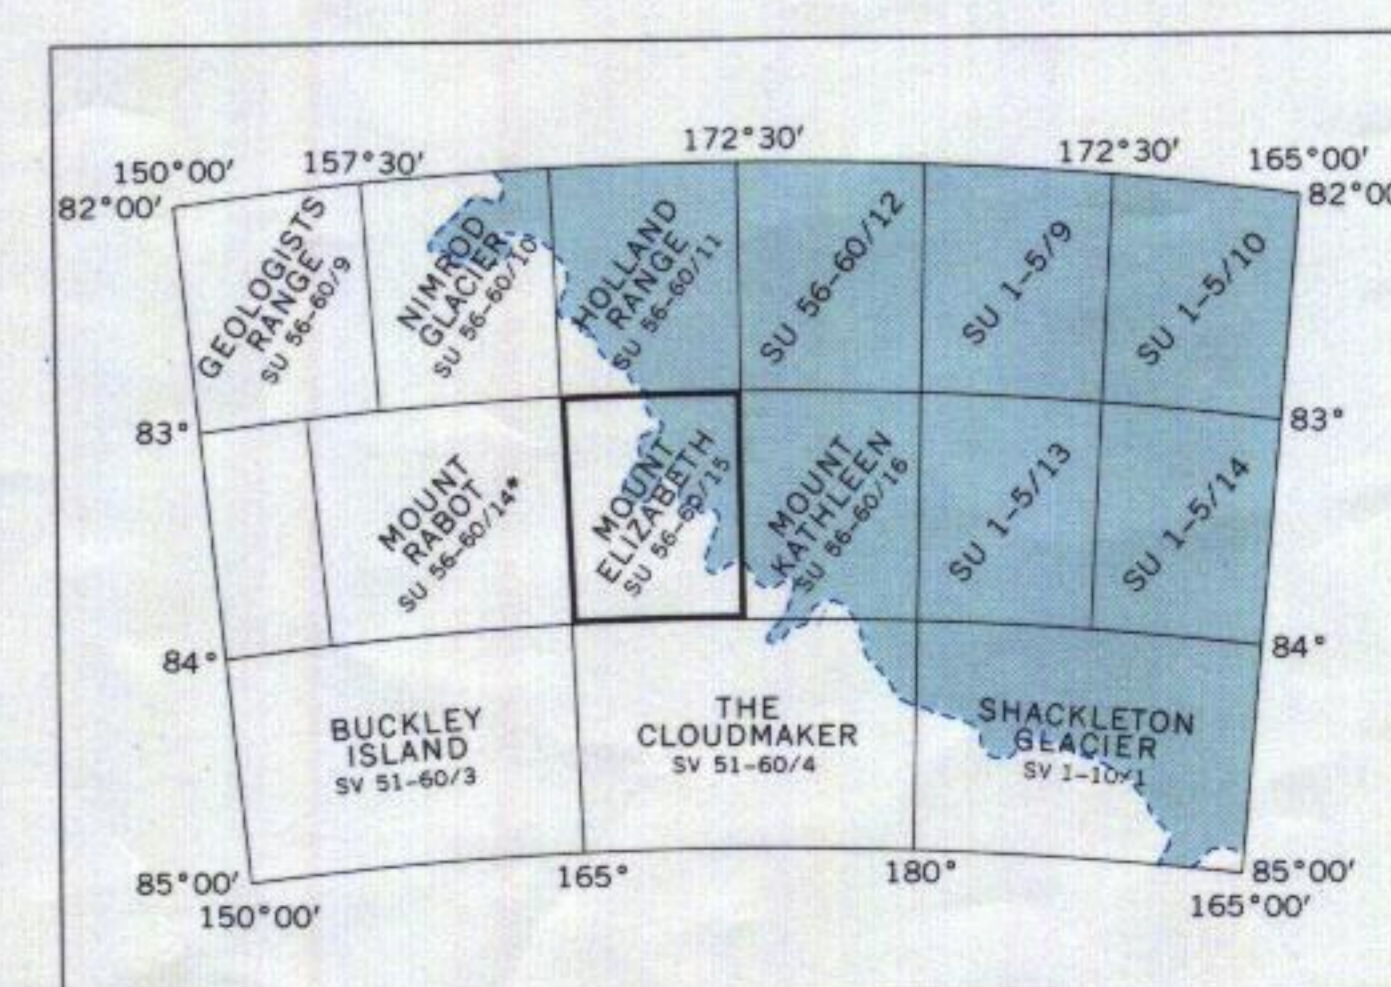 172°30′
150°00′ 157°30′ 172°30′ 165°00′
82°00′ 82°00
GEOLOGISTS
RANGE
SU 56-60/9
NIMROD
GLACIER
SU 56-60/10
HOLLAND
RANGE
SU 56-60/11
SU 56-60/12
SU 1-5/9
SU 1-5/10
83° 83°
MOUNT
RABOT
SU 56-60/14*
MOUNT
ELIZABETH
SU 56-60/15
MOUNT
KATHLEEN
SU 56-60/16
SU 1-5/13
SU 1-5/14
84° 84°
BUCKLEY
ISLAND
SV 51-60/3
THE
CLOUDMAKER
SV 51-60/4
SHACKLETON
GLACIER
SV 1-10/1
85°00′ 165° 180° 85°00′
150°00′ 165°00′